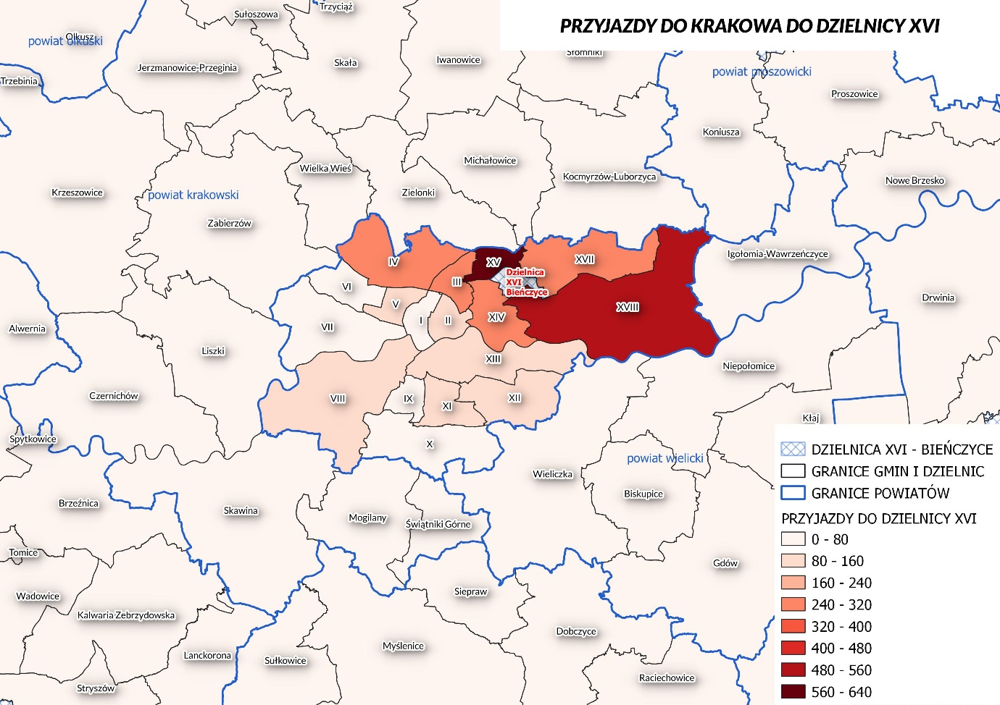 PRZYJAZDY DO KRAKOWA DO DZIELNICY XVI
Trzyciąż
Sułoszowa
Olkusz
powiat olkuski
Skała
Iwanowice
Słomniki
Jerzmanowice-Przeginia
Trzebinia
powiat proszowicki
Proszowice
Koniusza
Wielka Wieś
Michałowice
Kocmyrzów-Luborzyca
Nowe Brzesko
Krzeszowice
powiat krakowski
Zielonki
Zabierzów
IV
XV
XVII
Igołomia-Wawrzeńczyce
Dzielnica
XVI
Bieńczyce
III
VI
V
Drwinia
XVIII
I
II
XIV
VII
Alwernia
Liszki
XIII
Niepołomice
Czernichów
VIII
IX
XI
XII
Kłaj
Spytkowice
X
powiat wielicki
Wieliczka
Biskupice
Brzeźnica
Skawina
Mogilany
Świątniki Górne
Tomice
Gdów
Wadowice
Siepraw
Kalwaria Zebrzydowska
Dobczyce
Myślenice
Lanckorona
Sułkowice
Raciechowice
Stryszów
DZIELNICA XVI - BIEŃCZYCE
GRANICE GMIN I DZIELNIC
GRANICE POWIATÓW
PRZYJAZDY DO DZIELNICY XVI
0 - 80
80 - 160
160 - 240
240 - 320
320 - 400
400 - 480
480 - 560
560 - 640